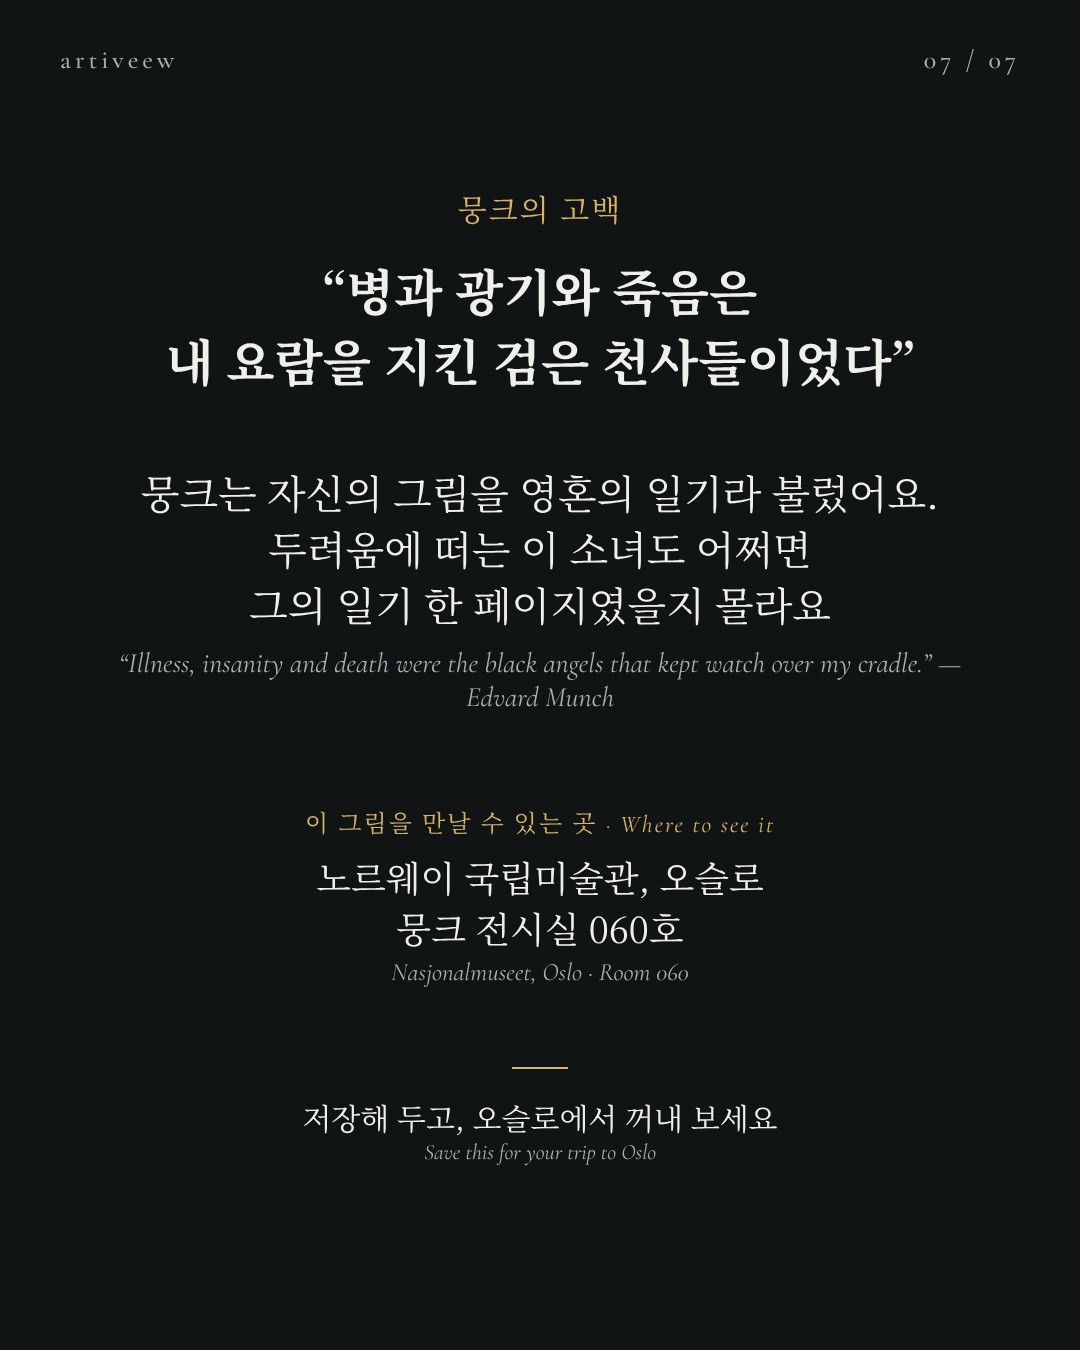 artiveew
07 / 07
뭉크의 고백
“병과 광기와 죽음은
내 요람을 지킨 검은 천사들이었다”
뭉크는 자신의 그림을 영혼의 일기라 불렀어요.
두려움에 떠는 이 소녀도 어쩌면
그의 일기 한 페이지였을지 몰라요
“Illness, insanity and death were the black angels that kept watch over my cradle.” —
Edvard Munch
이 그림을 만날 수 있는 곳 · Where to see it
노르웨이 국립미술관, 오슬로
뭉크 전시실 060호
Nasjonalmuseet, Oslo · Room 060
저장해 두고, 오슬로에서 꺼내 보세요
Save this for your trip to Oslo